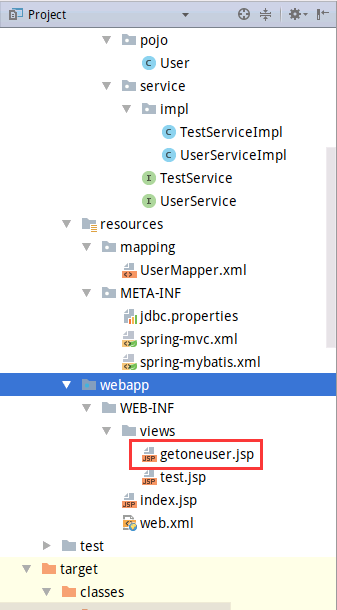 Project
pojo
User
service
impl
TestServiceImpl
UserServiceImpl
TestService
UserService
resources
mapping
UserMapper.xml
META-INF
jdbc.properties
spring-mvc.xml
spring-mybatis.xml
webapp
WEB-INF
views
JSP getoneuser.jsp
JSP test.jsp
JSP index.jsp
web.xml
test
target
classes